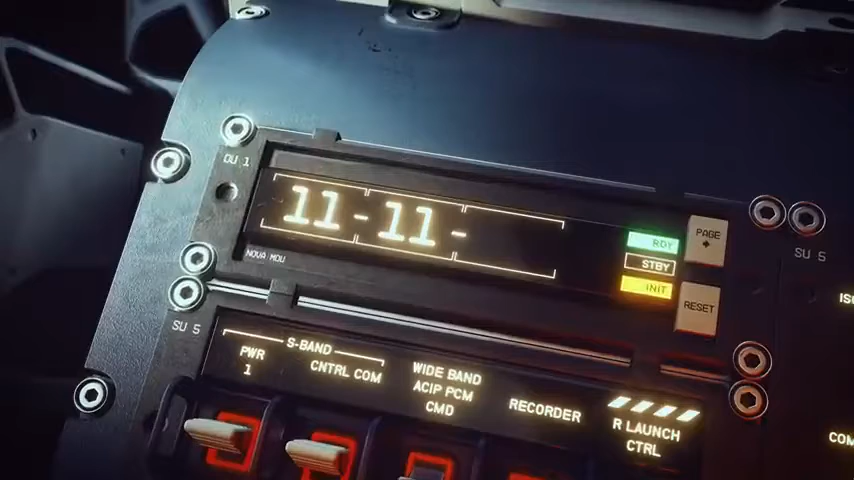 DU 1
11-11-
RDY
STBY
INIT
PAGE
RESET
NOVA MOU
SU 5
SU 5
S-BAND
PWR
1
CNTRL COM
WIDE BAND
ACIP PCM
CMD
RECORDER
R LAUNCH
CTRL